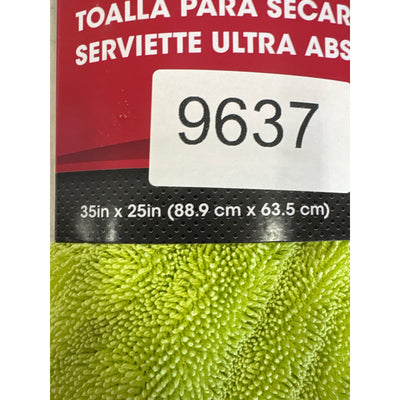 TOALLA PARA SECAR
SERVIETTE ULTRA ABS
9637
35in x 25in (88.9 cm x 63.5 cm)